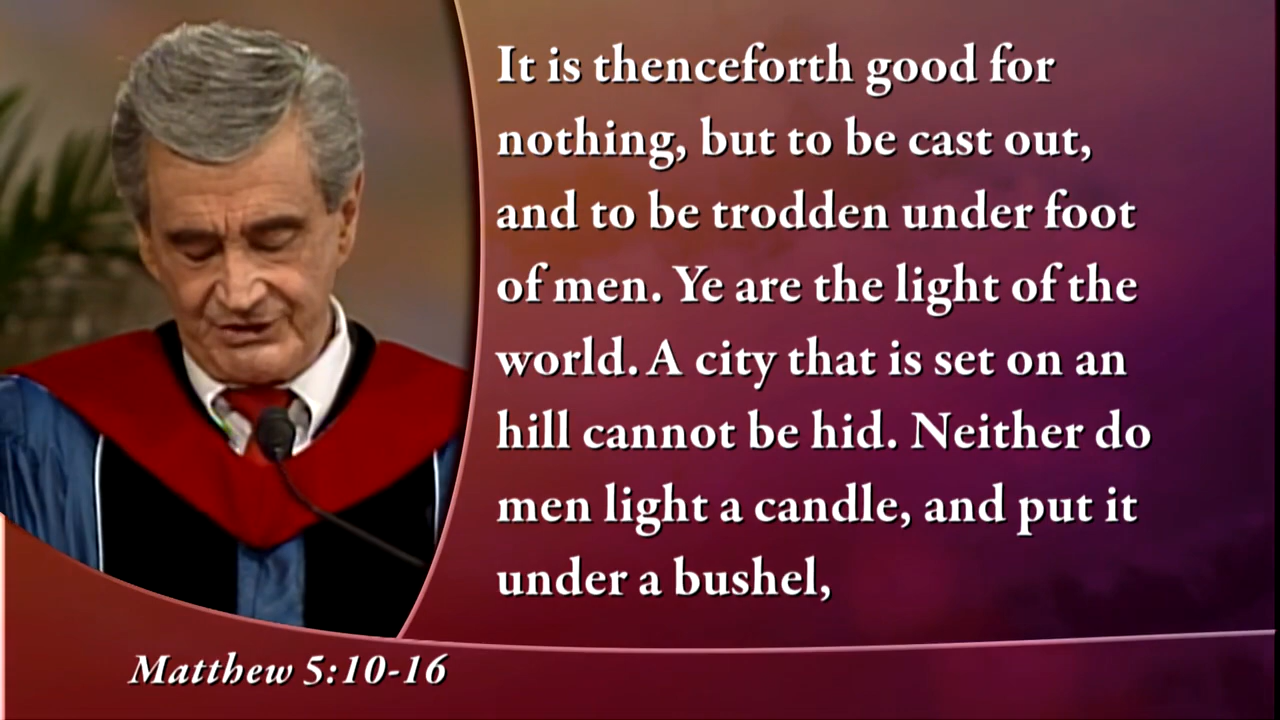 It is thenceforth good for
nothing, but to be cast out,
and to be trodden under foot
of men. Ye are the light of the
world. A city that is set on an
hill cannot be hid. Neither do
men light a candle, and put it
under a bushel,
Matthew 5:10-16